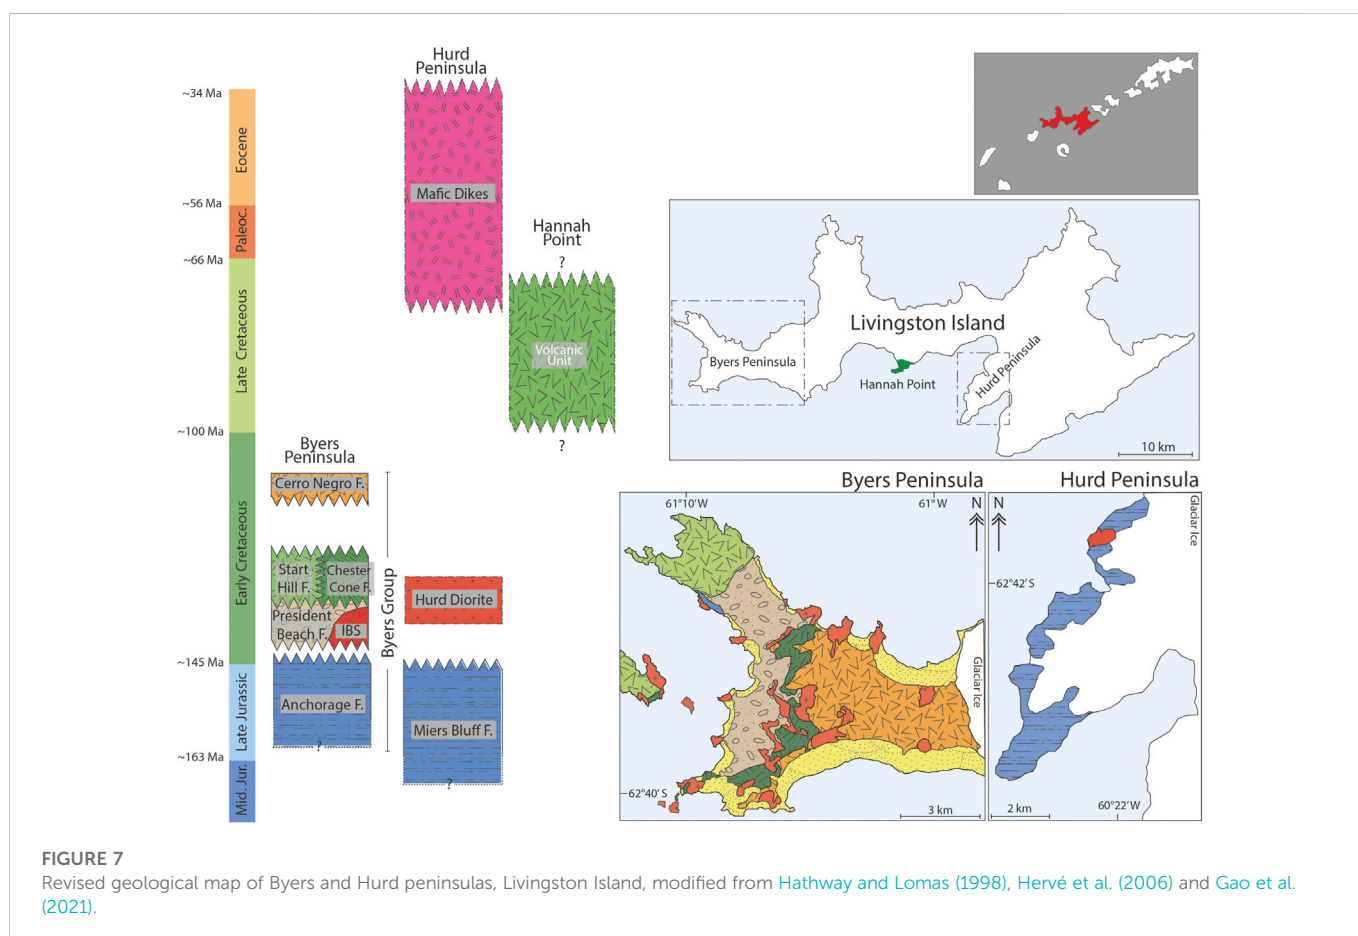 ~34 Ma
Eocene
~56 Ma
Paleoc.
~66 Ma
Late Cretaceous
~100 Ma
Early Cretaceous
~145 Ma
Late Jurassic
~163 Ma
Mid. Jur.
Byers
Peninsula
Cerro Negro F.
Start
Hill F.
Chester
Cone F.
President
Beach F.
IBS
Anchorage F.
?
Byers Group
Hurd
Peninsula
Mafic Dikes
Hurd Diorite
Miers Bluff F.
?
Hannah
Point
?
Volcanic
Unit
?
Livingston Island
Byers Peninsula
Hannah Point
Hurd Peninsula
10 km
Byers Peninsula
61°10'W
61°W
N
Glaciar Ice
62°40'S
3 km
Hurd Peninsula
N
Glaciar Ice
62°42'S
2 km
60°22'W
FIGURE 7
Revised geological map of Byers and Hurd peninsulas, Livingston Island, modified from Hathway and Lomas (1998), Hervé et al. (2006) and Gao et al.
(2021).